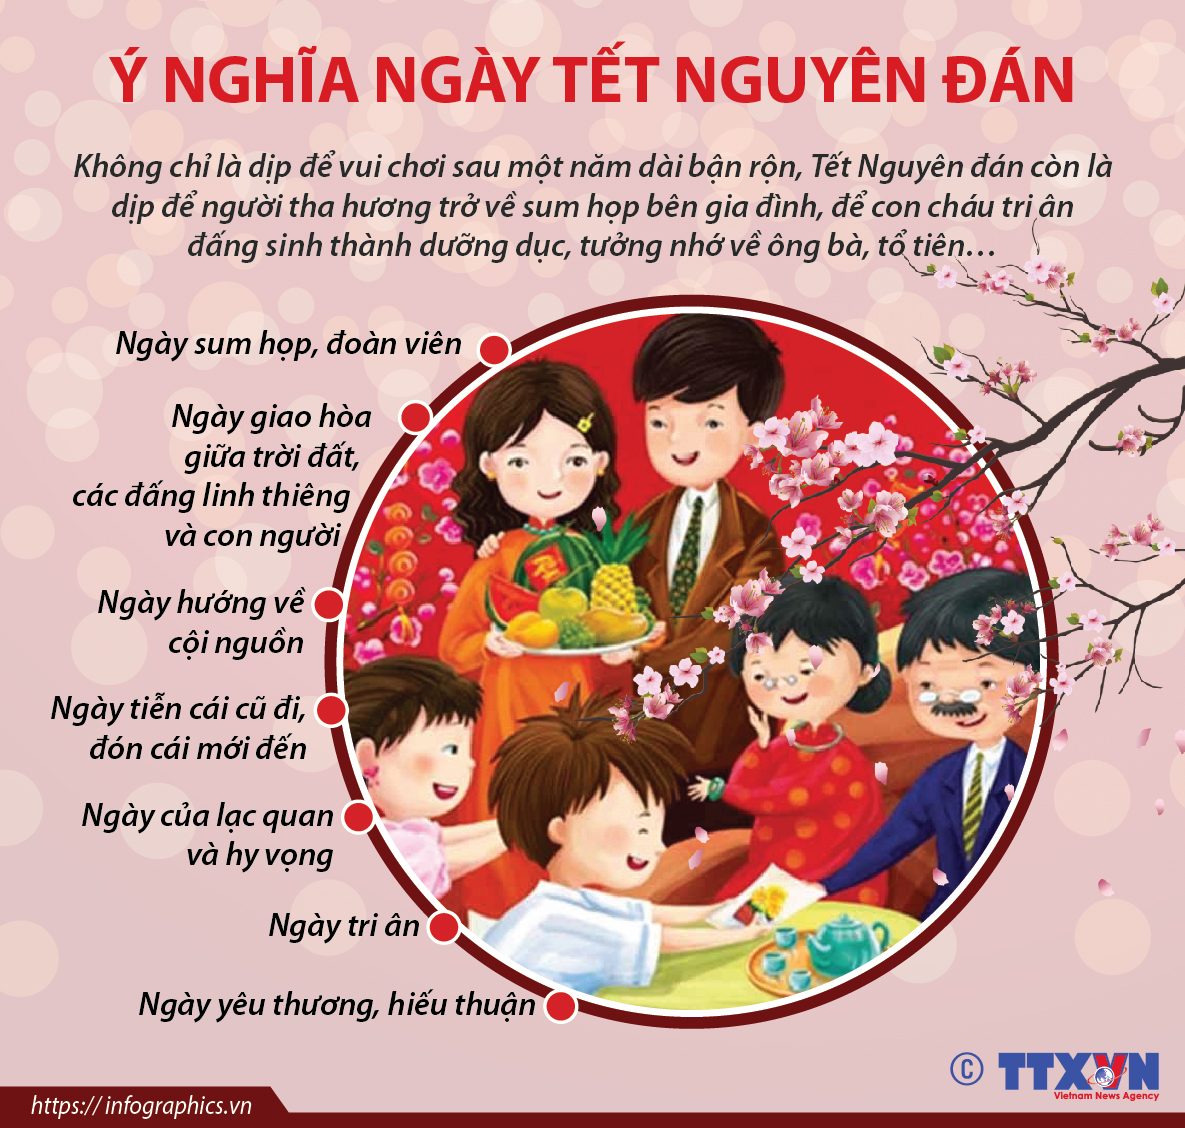 Ý NGHĨA NGÀY TẾT NGUYÊN ĐÁN
Không chỉ là dịp để vui chơi sau một năm dài bận rộn, Tết Nguyên đán còn là
dịp để người tha hương trở về sum họp bên gia đình, để con cháu tri ân
đấng sinh thành dưỡng dục, tưởng nhớ về ông bà, tổ tiên...
Ngày sum họp, đoàn viên
Ngày giao hòa
giữa trời đất,
các đấng linh thiêng
và con người
Ngày hướng về
cội nguồn
Ngày tiễn cái cũ đi,
đón cái mới đến
Ngày của lạc quan
và hy vọng
Ngày tri ân
Ngày yêu thương, hiếu thuận
© TTXVN
Vietnam News Agency
https:// infographics.vn